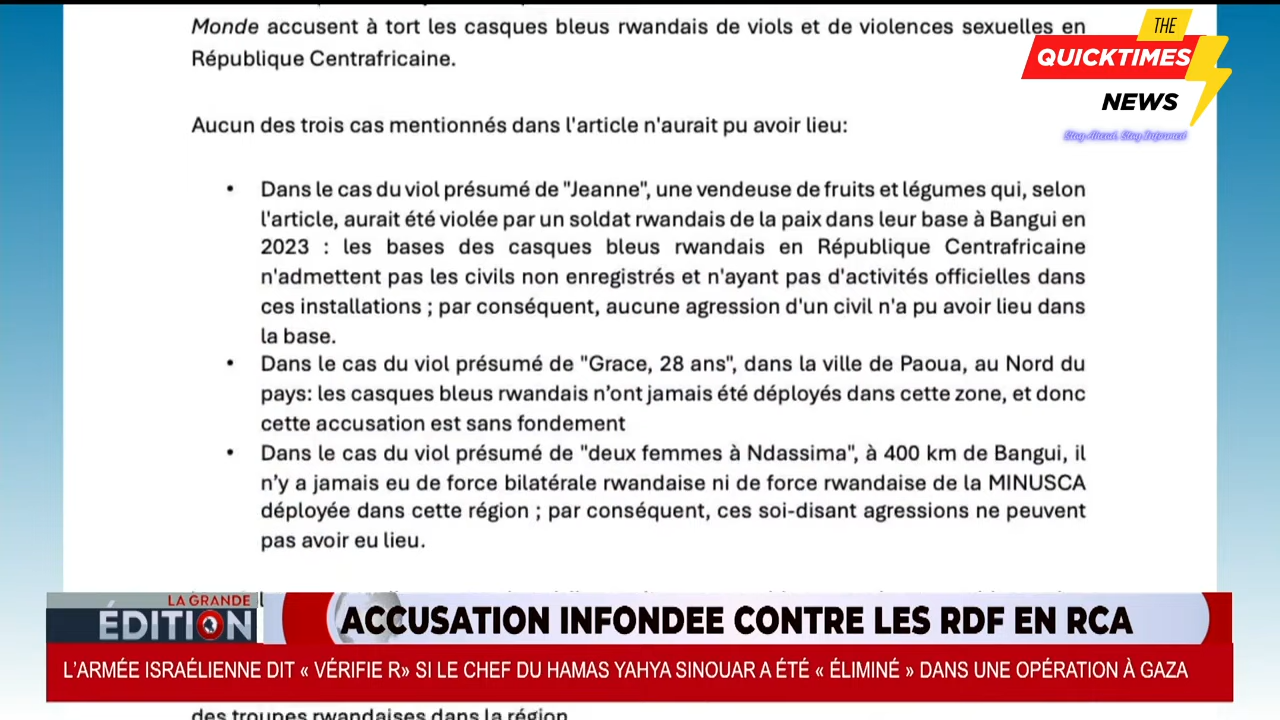 Monde accusent à tort les casques bleus rwandais de viols et de violences sexuelles en
République Centrafricaine.
THE
QUICKTIMES
NEWS
Stay Ahead, Stay Informed
Aucun des trois cas mentionnés dans l'article n'aurait pu avoir lieu:
• Dans le cas du viol présumé de "Jeanne", une vendeuse de fruits et légumes qui, selon
l'article, aurait été violée par un soldat rwandais de la paix dans leur base à Bangui en
2023 : les bases des casques bleus rwandais en République Centrafricaine
n'admettent pas les civils non enregistrés et n'ayant pas d'activités officielles dans
ces installations ; par conséquent, aucune agression d'un civil n'a pu avoir lieu dans
la base.
• Dans le cas du viol présumé de "Grace, 28 ans", dans la ville de Paoua, au Nord du
pays: les casques bleus rwandais n’ont jamais été déployés dans cette zone, et donc
cette accusation est sans fondement
• Dans le cas du viol présumé de "deux femmes à Ndassima", à 400 km de Bangui, il
n’y a jamais eu de force bilatérale rwandaise ni de force rwandaise de la MINUSCA
déployée dans cette région ; par conséquent, ces soi-disant agressions ne peuvent
pas avoir eu lieu.
LA GRANDE
ÉDITION
ACCUSATION INFONDEE CONTRE LES RDF EN RCA
L'ARMÉE ISRAÉLIENNE DIT « VÉRIFIE R» SI LE CHEF DU HAMAS YAHYA SINOUAR A ÉTÉ « ÉLIMINÉ » DANS UNE OPÉRATION À GAZA
des troupes rwandaises dans la région.